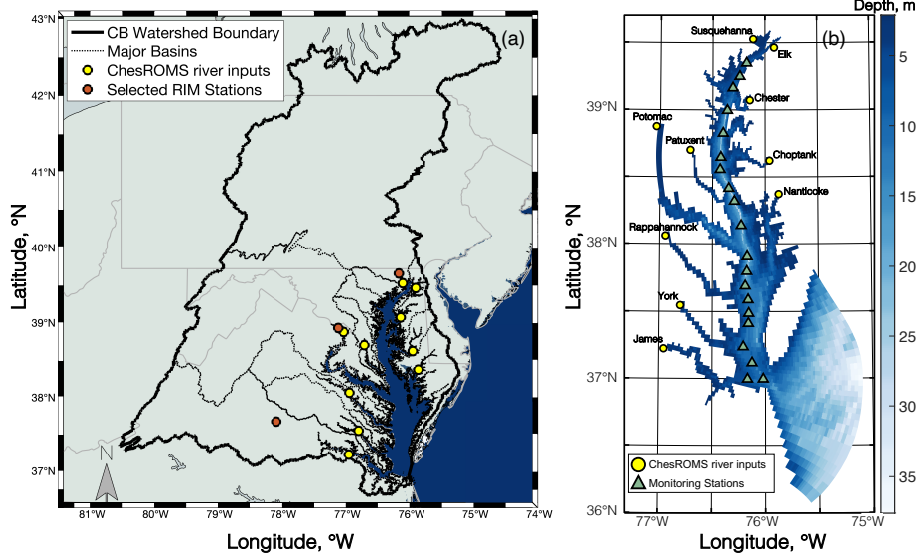 CB Watershed Boundary
Major Basins
ChesROMS river inputs
Selected RIM Stations
(a)
43°N
42°N
41°N
40°N
39°N
38°N
37°N
Latitude, °N
N
81°W
80°W
79°W
78°W
77°W
76°W
75°W
74°W
Longitude, °W
(b)
Susquehanna
Elk
Chester
Potomac
Patuxent
Choptank
Nanticoke
Rappahannock
York
James
39°N
38°N
37°N
36°N
Latitude, °N
ChesROMS river inputs
Monitoring Stations
77°W
76°W
75°W
Longitude, °W
Depth, m
5
10
15
20
25
30
35